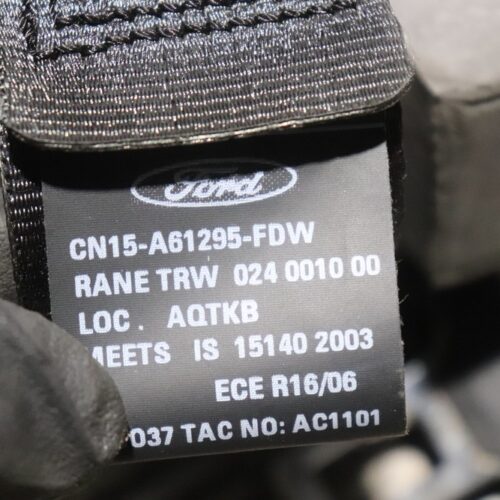 Ford
CN15-A61295-FDW
RANE TRW 024 0010 00
LOC . AQTKB
MEETS IS 15140 2003
ECE R16/06
037 TAC NO: AC1101